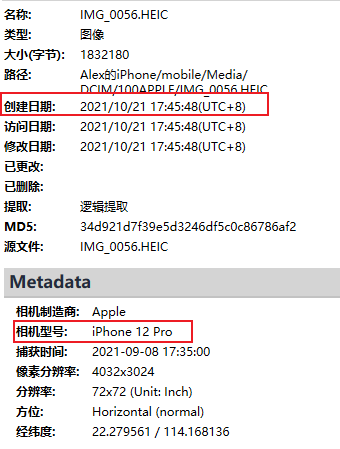 名称: IMG_0056.HEIC
类型: 图像
大小(字节): 1832180
路径: Alex的iPhone/mobile/Media/
DCIM/100APPLE/IMG_0056.HEIC
创建日期: 2021/10/21 17:45:48(UTC+8)
访问日期: 2021/10/21 17:45:48(UTC+8)
修改日期: 2021/10/21 17:45:48(UTC+8)
已更改:
已删除:
提取: 逻辑提取
MD5: 34d921d7f39e5d3246df5c0c86786af2
源文件: IMG_0056.HEIC
Metadata
相机制造商: Apple
相机型号: iPhone 12 Pro
捕获时间: 2021-09-08 17:35:00
像素分辨率: 4032x3024
分辨率: 72x72 (Unit: Inch)
方位: Horizontal (normal)
经纬度: 22.279561 / 114.168136